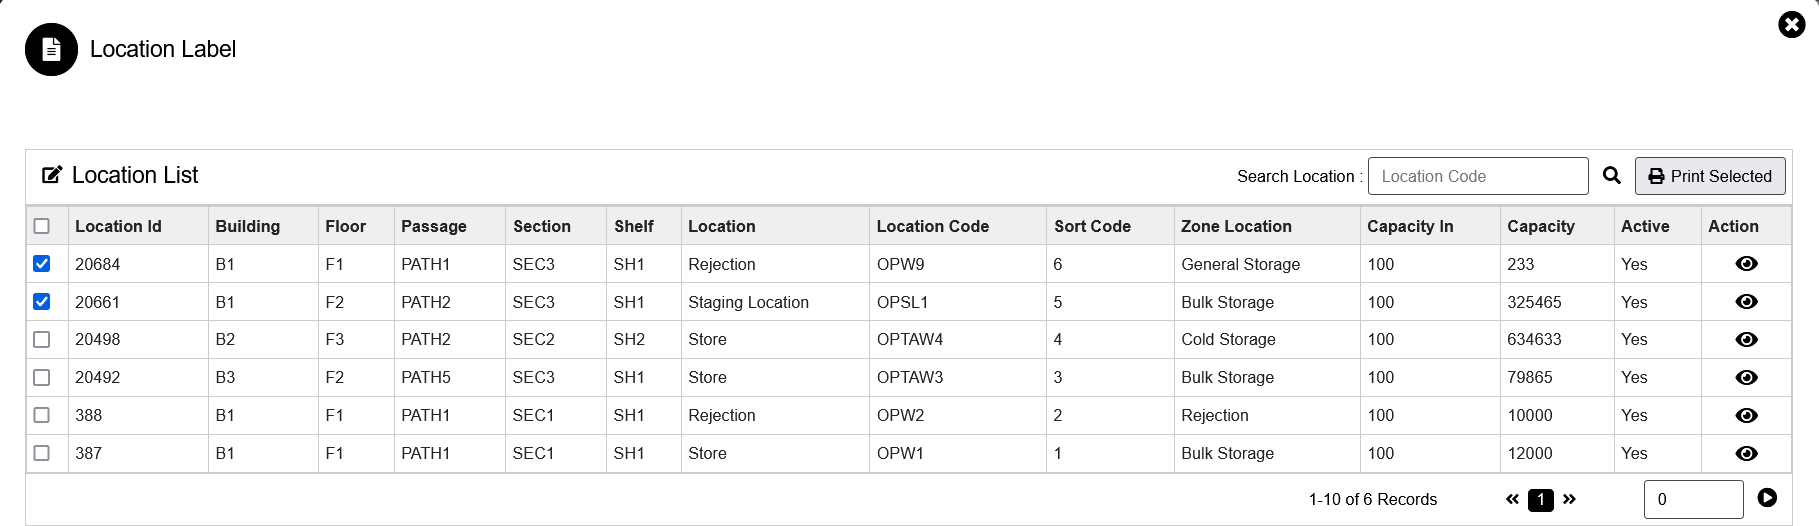 Location Label
Location List Search Location : Location Code Print Selected
Location Id Building Floor Passage Section Shelf Location Location Code Sort Code Zone Location Capacity In Capacity Active Action
20684 B1 F1 PATH1 SEC3 SH1 Rejection OPW9 6 General Storage 100 233 Yes
20661 B1 F2 PATH2 SEC3 SH1 Staging Location OPSL1 5 Bulk Storage 100 325465 Yes
20498 B2 F3 PATH2 SEC2 SH2 Store OPTAW4 4 Cold Storage 100 634633 Yes
20492 B3 F2 PATH5 SEC3 SH1 Store OPTAW3 3 Bulk Storage 100 79865 Yes
388 B1 F1 PATH1 SEC1 SH1 Rejection OPW2 2 Rejection 100 10000 Yes
387 B1 F1 PATH1 SEC1 SH1 Store OPW1 1 Bulk Storage 100 12000 Yes
1-10 of 6 Records « 1 » 0